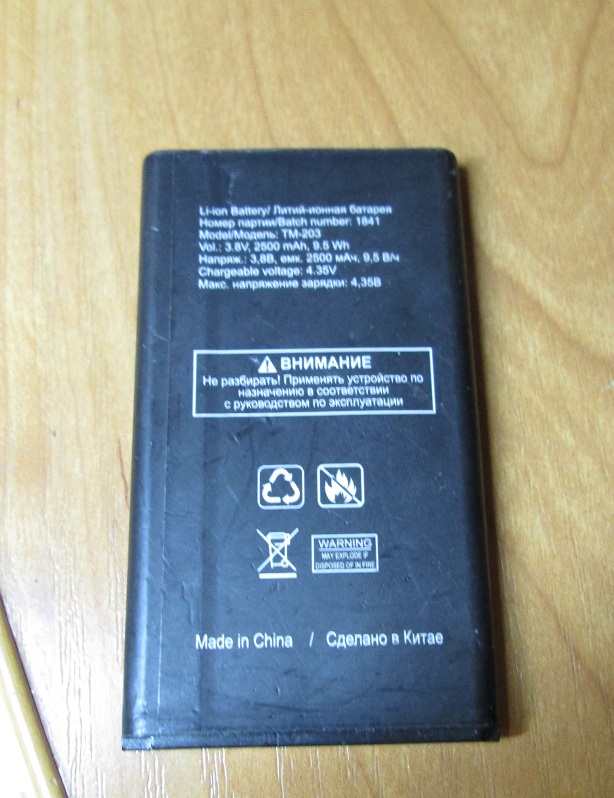 Li-ion Battery/ Литий-ионная батарея
Номер партии/Batch number: 1841
Model/Модель: TM-203
Vol.: 3.8V, 2500 mAh, 9.5 Wh
Напряж.: 3,8В, емк. 2500 мАч, 9,5 В/ч
Chargeable voltage: 4.35V
Макс. напряжение зарядки: 4,35В
ВНИМАНИЕ
Не разбирать! Применять устройство по
назначению в соответствии
с руководством по эксплуатации
WARNING
MAY EXPLODE IF
DISPOSED OF IN FINE
Made in China / Сделано в Китае